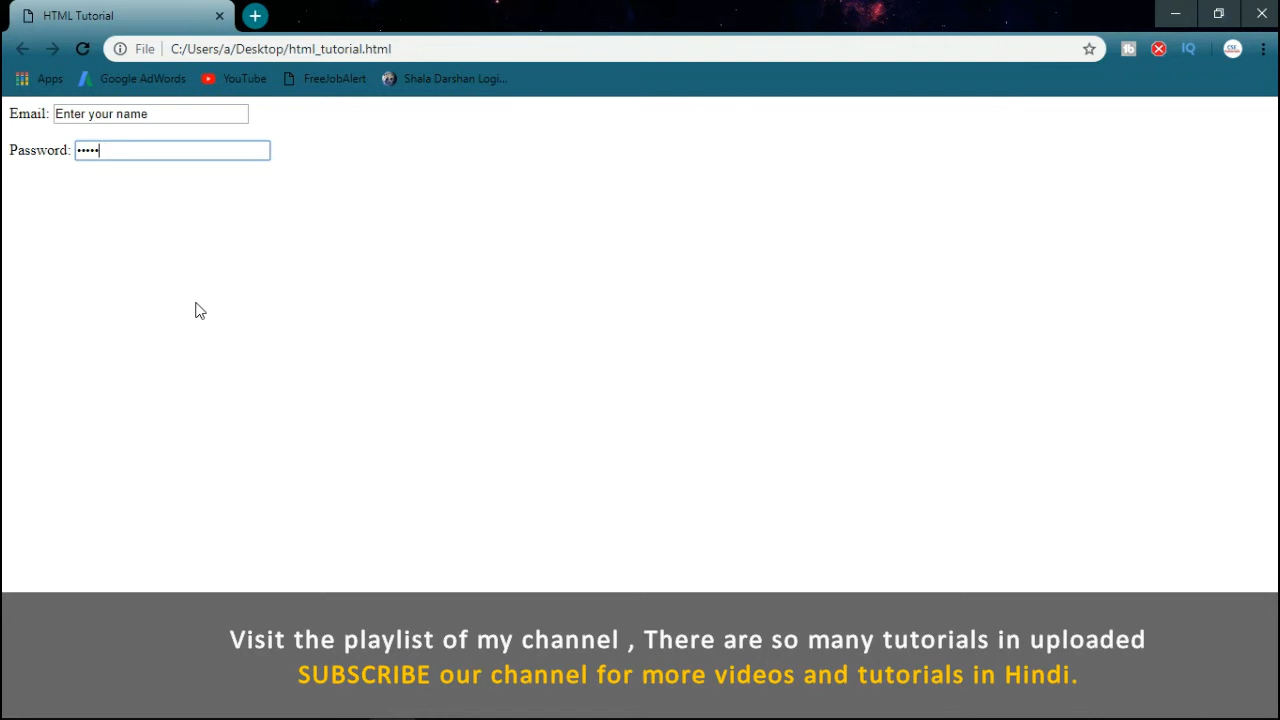 HTML Tutorial
File C:/Users/a/Desktop/html_tutorial.html IQ
Apps Google AdWords YouTube FreeJobAlert Shala Darshan Logi...
Email: Enter your name
Password: •••••
Visit the playlist of my channel , There are so many tutorials in uploaded
SUBSCRIBE our channel for more videos and tutorials in Hindi.